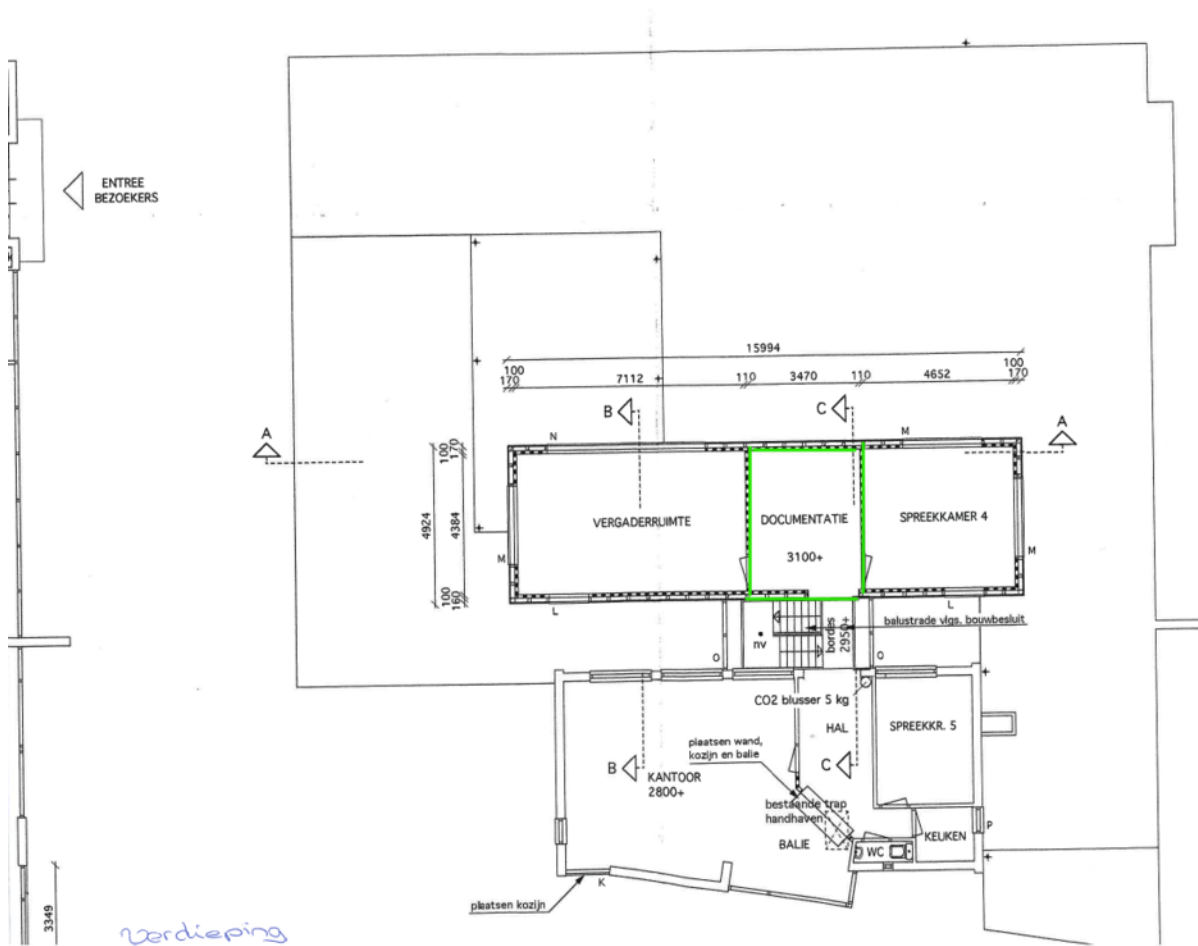 ENTREE
BEZOEKERS
15994
100
170
7112
110
3470
110
4652
100
170
B
C
A
A
N
M
100
170
4924
4384
100
160
VERGADERRUIMTE
DOCUMENTATIE
3100+
SPREEKKAMER 4
M
M
L
L
balustrade vlgs. bouwbesluit
bordes
2950+
nv
O
O
CO2 blusser 5 kg
HAL
SPREEKKR. 5
plaatsen wand,
kozijn en balie
B
KANTOOR
2800+
C
bestaande trap
handhaven
BALIE
KEUKEN
P
WC
K
plaatsen kozijn
3349
Verdieping